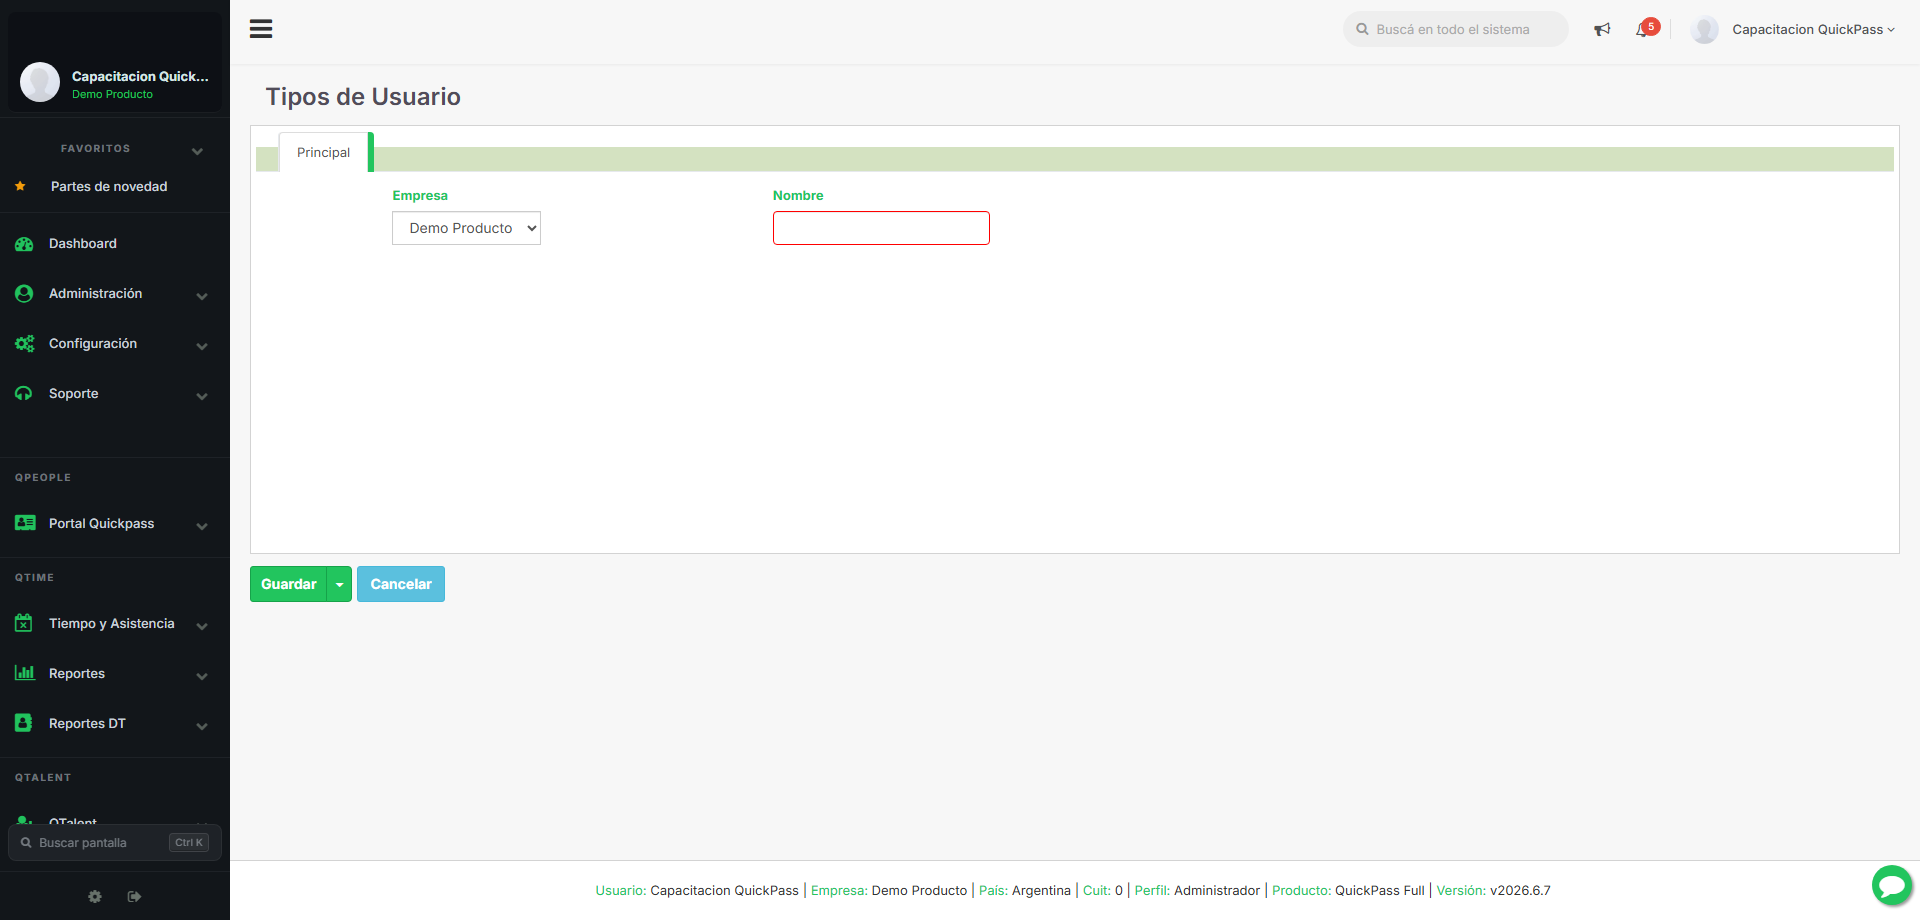 Capacitacion Quick...
Demo Producto
FAVORITOS
Partes de novedad
Dashboard
Administración
Configuración
Soporte
QPEOPLE
Portal Quickpass
QTIME
Tiempo y Asistencia
Reportes
Reportes DT
QTALENT
QTalent
Buscar pantalla
Ctrl K
Buscá en todo el sistema
5
Capacitacion QuickPass
Tipos de Usuario
Principal
Empresa
Nombre
Demo Producto
Guardar
Cancelar
Usuario: Capacitacion QuickPass | Empresa: Demo Producto | País: Argentina | Cuit: 0 | Perfil: Administrador | Producto: QuickPass Full | Versión: v2026.6.7